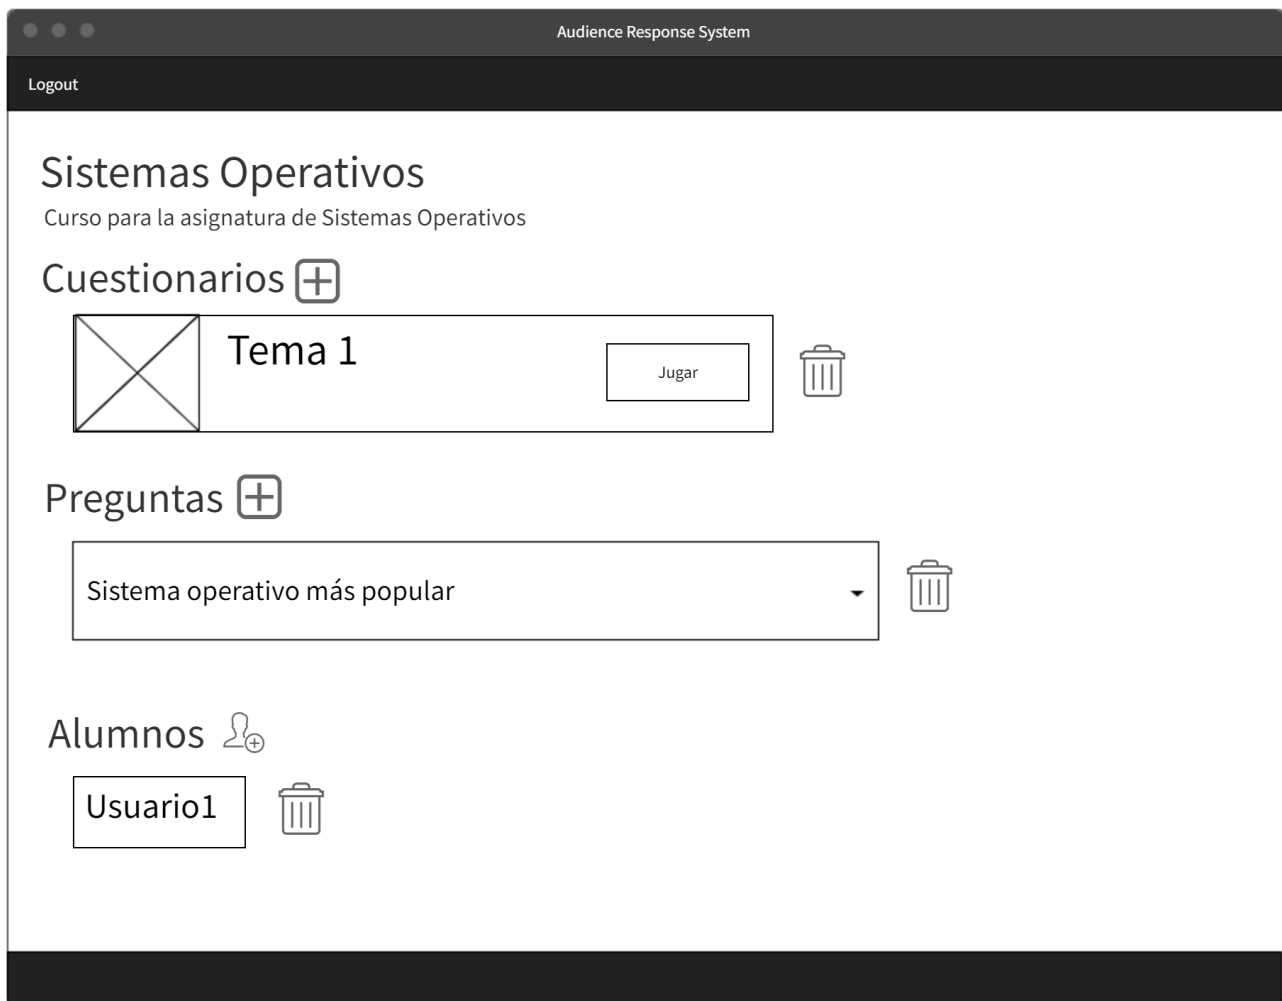 Audience Response System
Logout
Sistemas Operativos
Curso para la asignatura de Sistemas Operativos
Cuestionarios
Tema 1
Jugar
Preguntas
Sistema operativo más popular
Alumnos
Usuario1